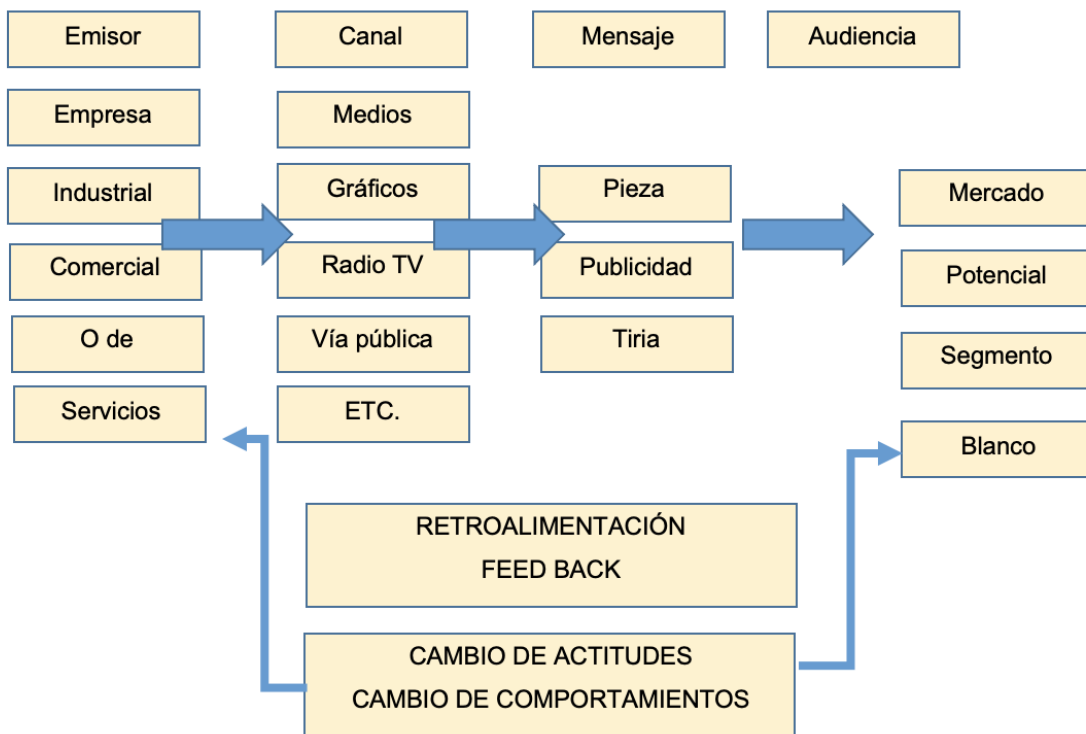 Emisor
Canal
Mensaje
Audiencia
Empresa
Medios
Industrial
Gráficos
Pieza
Mercado
Comercial
Radio TV
Publicidad
Potencial
O de
Vía pública
Tiria
Segmento
Servicios
ETC.
Blanco
RETROALIMENTACIÓN
FEED BACK
CAMBIO DE ACTITUDES
CAMBIO DE COMPORTAMIENTOS